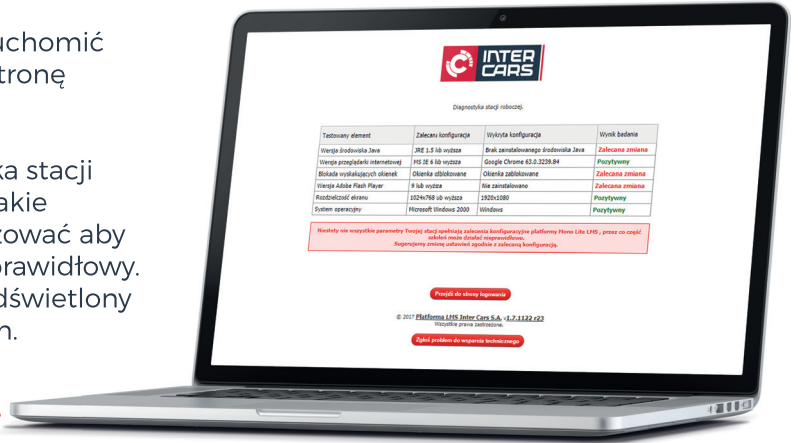 uchomić
tronę
ka stacji
akie
zować aby
prawidłowy.
dświetlony
h.
INTER
CARS
Diagnostyka stacji roboczej.
Testowany element Zalecana konfiguracja Wykryta konfiguracja Wynik badania
Wersja środowiska Java JRE 1.5 lub wyższa Brak zainstalowanego środowiska Java Zalecana zmiana
Wersja przeglądarki internetowej MS IE 6 lub wyższa Google Chrome 63.0.3239.84 Pozytywny
Blokada wyskakujących okienek Okienka odblokowane Okienka zablokowane Zalecana zmiana
Wersja Adobe Flash Player 9 lub wyższa Nie zainstalowano Zalecana zmiana
Rozdzielczość ekranu 1024x768 lub wyższa 1920x1080 Pozytywny
System operacyjny Microsoft Windows 2000 Windows Pozytywny
Niestety nie wszystkie parametry Twojej stacji spełniają zalecenia konfiguracyjne platformy Mono Lite LMS , przez co część
szkoleń może działać nieprawidłowo.
Sugerujemy zmianę ustawień zgodnie z zalecaną konfiguracją.
Przejdź do strony logowania
© 2017 Platforma LMS Inter Cars S.A. v1.7.1122 r23
Wszystkie prawa zastrzeżone.
Zgłoś problem do wsparcia technicznego